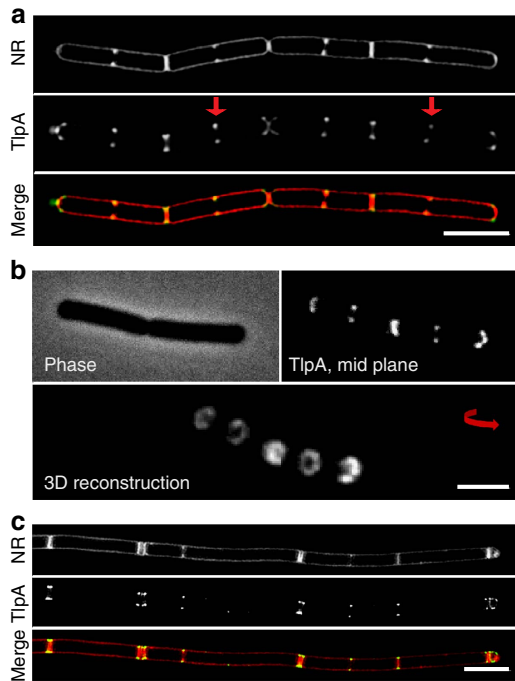 a
NR
TlpA
Merge
b
Phase
TlpA, mid plane
3D reconstruction
c
NR
TlpA
Merge